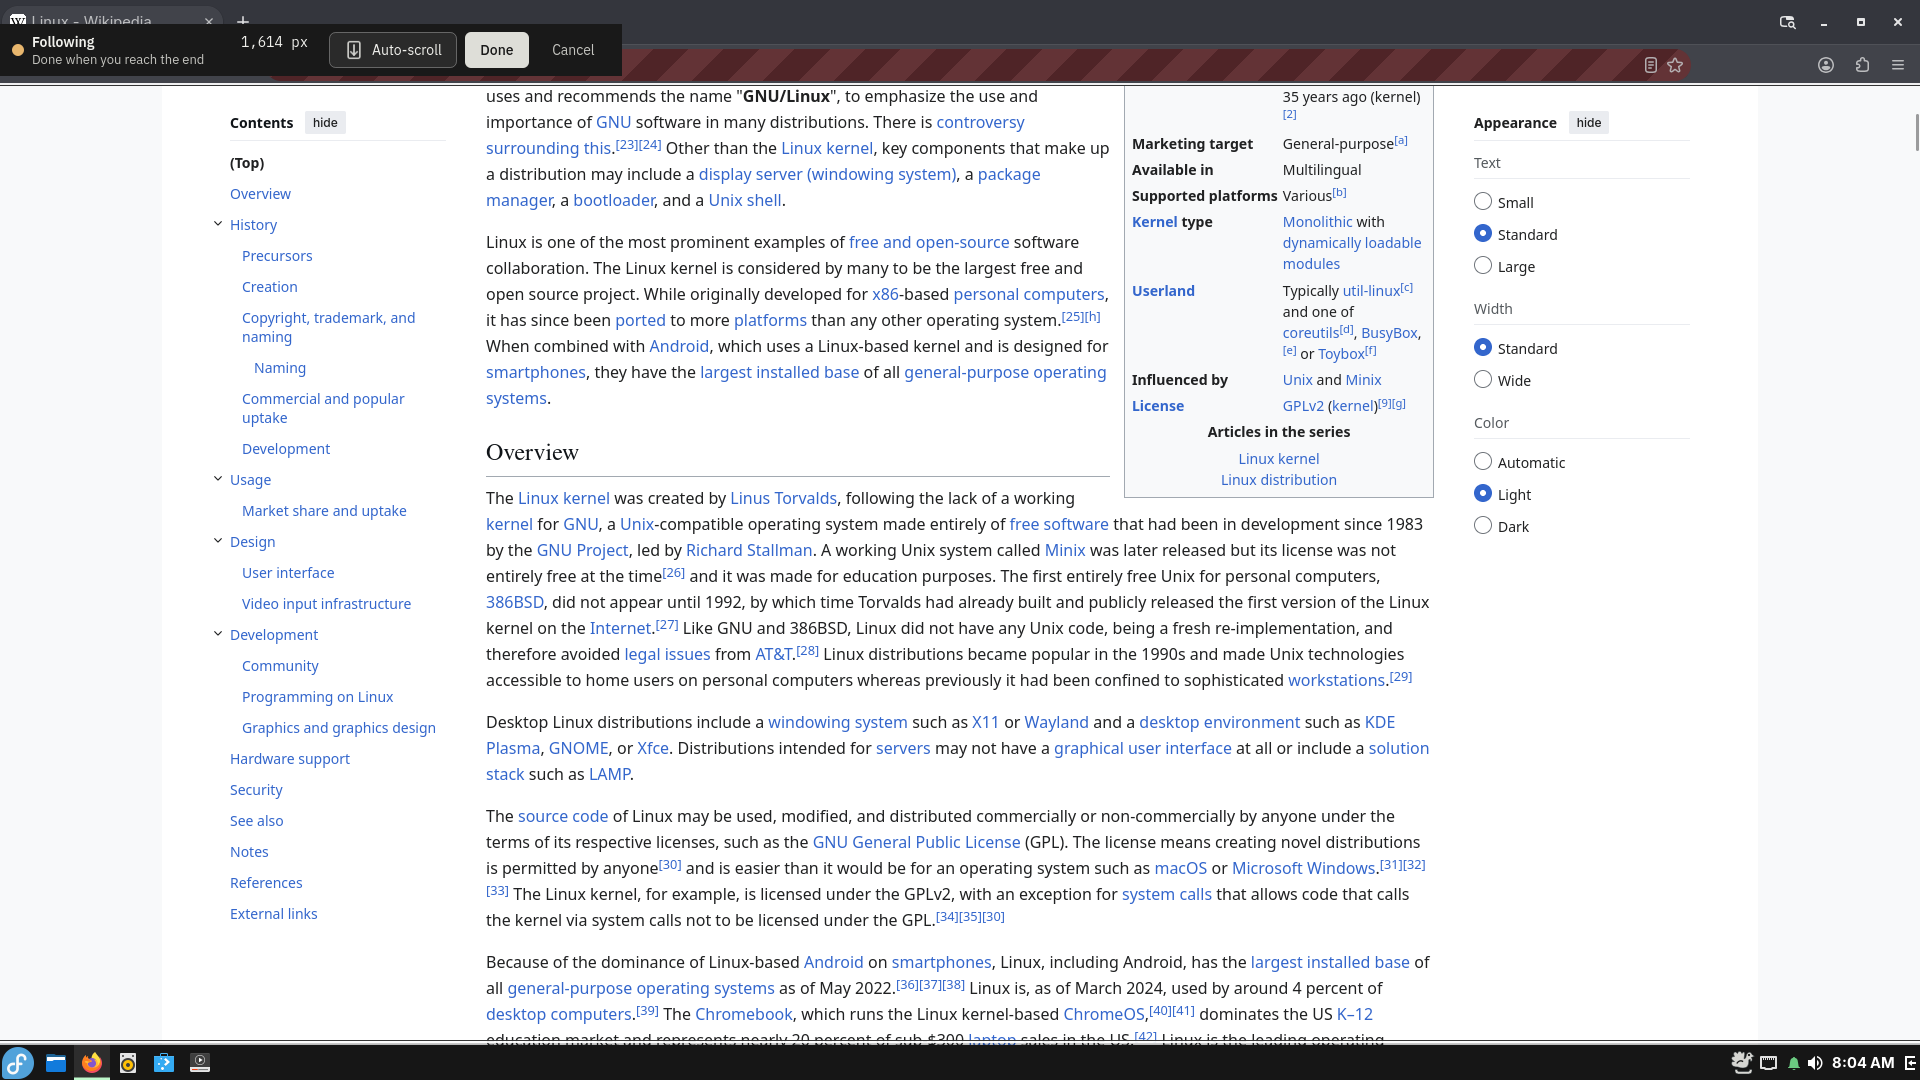 Linux - Wikipedia
Following
Done when you reach the end
1,614 px
Auto-scroll
Done
Cancel
Contents
hide
(Top)
Overview
History
Precursors
Creation
Copyright, trademark, and
naming
Naming
Commercial and popular
uptake
Development
Usage
Market share and uptake
Design
User interface
Video input infrastructure
Development
Community
Programming on Linux
Graphics and graphics design
Hardware support
Security
See also
Notes
References
External links
uses and recommends the name "GNU/Linux", to emphasize the use and
importance of GNU software in many distributions. There is controversy
surrounding this.[23][24] Other than the Linux kernel, key components that make up
a distribution may include a display server (windowing system), a package
manager, a bootloader, and a Unix shell.
Linux is one of the most prominent examples of free and open-source software
collaboration. The Linux kernel is considered by many to be the largest free and
open source project. While originally developed for x86-based personal computers,
it has since been ported to more platforms than any other operating system.[25][h]
When combined with Android, which uses a Linux-based kernel and is designed for
smartphones, they have the largest installed base of all general-purpose operating
systems.
35 years ago (kernel)
[2]
Marketing target General-purpose[a]
Available in Multilingual
Supported platforms Various[b]
Kernel type Monolithic with
dynamically loadable
modules
Userland Typically util-linux[c]
and one of
coreutils[d], BusyBox,
[e] or Toybox[f]
Influenced by Unix and Minix
License GPLv2 (kernel)[9][g]
Articles in the series
Linux kernel
Linux distribution
Overview
The Linux kernel was created by Linus Torvalds, following the lack of a working
kernel for GNU, a Unix-compatible operating system made entirely of free software that had been in development since 1983
by the GNU Project, led by Richard Stallman. A working Unix system called Minix was later released but its license was not
entirely free at the time[26] and it was made for education purposes. The first entirely free Unix for personal computers,
386BSD, did not appear until 1992, by which time Torvalds had already built and publicly released the first version of the Linux
kernel on the Internet.[27] Like GNU and 386BSD, Linux did not have any Unix code, being a fresh re-implementation, and
therefore avoided legal issues from AT&T.[28] Linux distributions became popular in the 1990s and made Unix technologies
accessible to home users on personal computers whereas previously it had been confined to sophisticated workstations.[29]
Desktop Linux distributions include a windowing system such as X11 or Wayland and a desktop environment such as KDE
Plasma, GNOME, or Xfce. Distributions intended for servers may not have a graphical user interface at all or include a solution
stack such as LAMP.
The source code of Linux may be used, modified, and distributed commercially or non-commercially by anyone under the
terms of its respective licenses, such as the GNU General Public License (GPL). The license means creating novel distributions
is permitted by anyone[30] and is easier than it would be for an operating system such as macOS or Microsoft Windows.[31][32]
[33] The Linux kernel, for example, is licensed under the GPLv2, with an exception for system calls that allows code that calls
the kernel via system calls not to be licensed under the GPL.[34][35][30]
Because of the dominance of Linux-based Android on smartphones, Linux, including Android, has the largest installed base of
all general-purpose operating systems as of May 2022.[36][37][38] Linux is, as of March 2024, used by around 4 percent of
desktop computers.[39] The Chromebook, which runs the Linux kernel-based ChromeOS,[40][41] dominates the US K–12
education market and represents nearly 20 percent of sub-$300 laptop sales in the US.[42] Linux is the leading operating
Appearance
hide
Text
Small
Standard
Large
Width
Standard
Wide
Color
Automatic
Light
Dark
8:04 AM